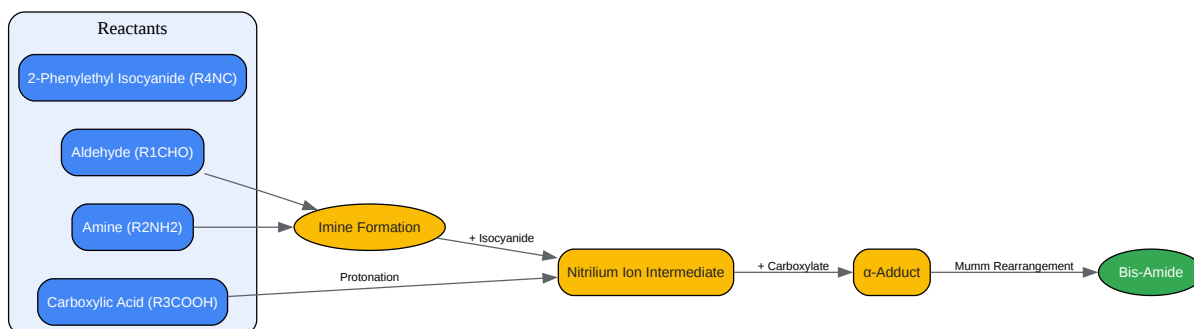 Reactants
2-Phenylethyl Isocyanide (R4NC)
Aldehyde (R1CHO)
Amine (R2NH2)
Carboxylic Acid (R3COOH)
Imine Formation
+ Isocyanide
Protonation
Nitrilium Ion Intermediate
+ Carboxylate
α-Adduct
Mumm Rearrangement
Bis-Amide